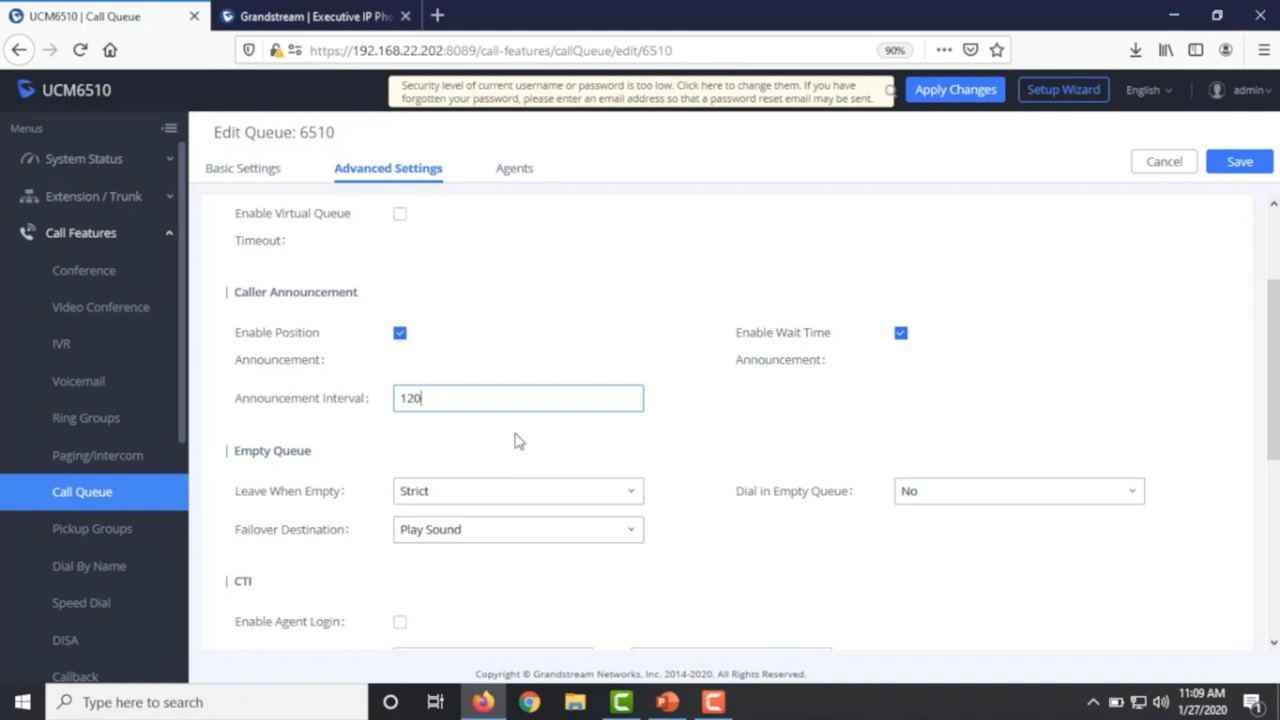 UCM6510 | Call Queue
Grandstream | Executive IP Pho
https://192.168.22.202:8089/call-features/callQueue/edit/6510
90%
UCM6510
Security level of current username or password is too low. Click here to change them. If you have
forgotten your password, please enter an email address so that a password reset email may be sent.
Apply Changes
Setup Wizard
English
admin
Menus
System Status
Extension / Trunk
Call Features
Conference
Video Conference
IVR
Voicemail
Ring Groups
Paging/Intercom
Call Queue
Pickup Groups
Dial By Name
Speed Dial
DISA
Callback
Edit Queue: 6510
Basic Settings
Advanced Settings
Agents
Cancel
Save
Enable Virtual Queue
Timeout:
Caller Announcement
Enable Position
Announcement:
Enable Wait Time
Announcement:
Announcement Interval:
120
Empty Queue
Leave When Empty:
Strict
Dial in Empty Queue:
No
Failover Destination:
Play Sound
CTI
Enable Agent Login:
Copyright © Grandstream Networks, Inc. 2014-2020. All Rights Reserved.
Type here to search
11:09 AM
1/27/2020
1